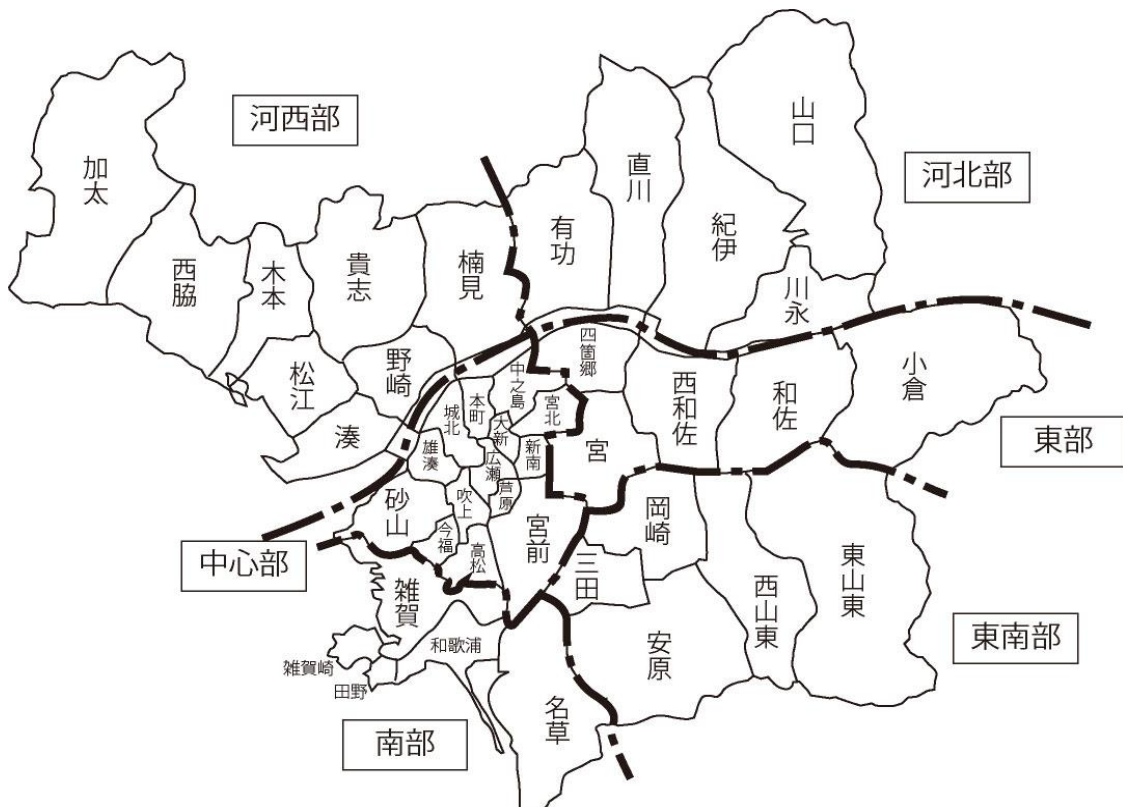 河西部
河北部
山口
加太
直川
有功
紀伊
西脇
木本
貴志
楠見
川永
四箇郷
小倉
松江
野崎
中之島
西和佐
和佐
本町
宮北
城北
大新
湊
雄湊
広瀬
新南
宮
東部
芦原
吹上
砂山
宮前
岡崎
今福
高松
中心部
三田
西山東
東山東
雑賀
和歌浦
安原
東南部
雑賀崎
田野
名草
南部